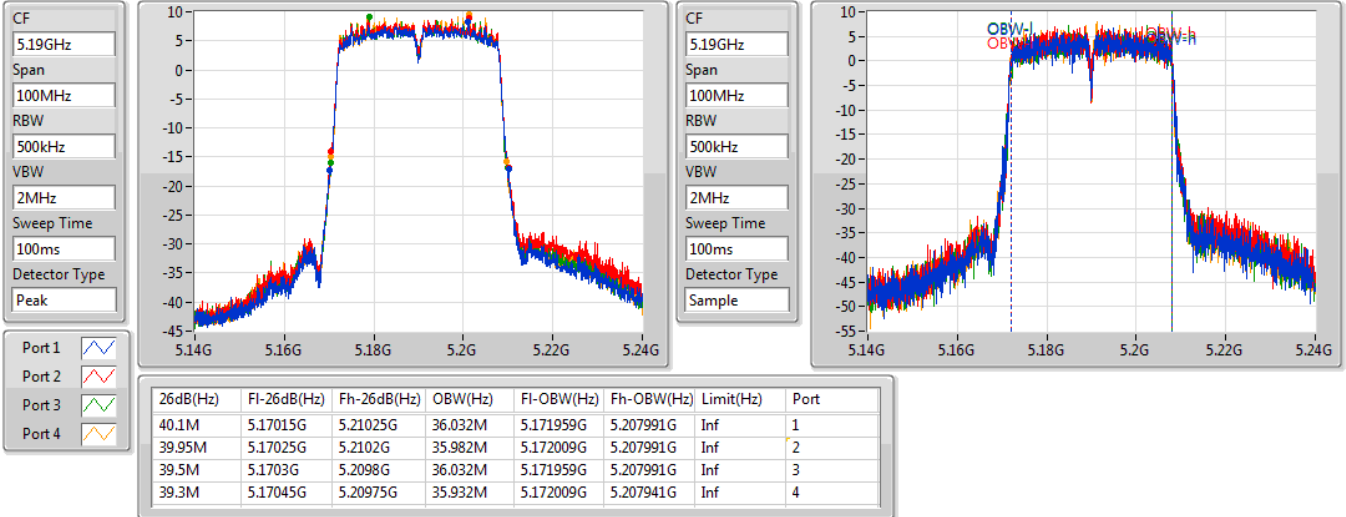 CF
5.19GHz
Span
100MHz
RBW
500kHz
VBW
2MHz
Sweep Time
100ms
Detector Type
Peak
10
5
0
-5
-10
-15
-20
-25
-30
-35
-40
-45
5.14G 5.16G 5.18G 5.2G 5.22G 5.24G
CF
5.19GHz
Span
100MHz
RBW
500kHz
VBW
2MHz
Sweep Time
100ms
Detector Type
Sample
10
5
0
-5
-10
-15
-20
-25
-30
-35
-40
-45
-50
-55
OBW-l
OBW-h
5.14G 5.16G 5.18G 5.2G 5.22G 5.24G
Port 1
Port 2
Port 3
Port 4
26dB(Hz) Fl-26dB(Hz) Fh-26dB(Hz) OBW(Hz) Fl-OBW(Hz) Fh-OBW(Hz) Limit(Hz) Port
40.1M 5.17015G 5.21025G 36.032M 5.171959G 5.207991G Inf 1
39.95M 5.17025G 5.2102G 35.982M 5.172009G 5.207991G Inf 2
39.5M 5.1703G 5.2098G 36.032M 5.171959G 5.207991G Inf 3
39.3M 5.17045G 5.20975G 35.932M 5.172009G 5.207941G Inf 4